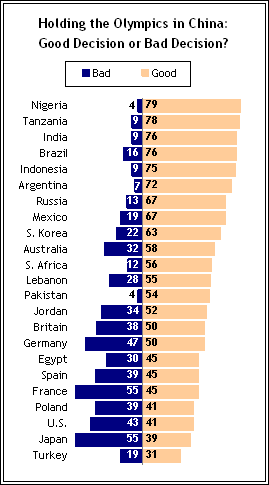 Holding the Olympics in China:
Good Decision or Bad Decision?
Bad Good
Nigeria 4 79
Tanzania 9 78
India 9 76
Brazil 16 76
Indonesia 9 75
Argentina 7 72
Russia 13 67
Mexico 19 67
S. Korea 22 63
Australia 32 58
S. Africa 12 56
Lebanon 28 55
Pakistan 4 54
Jordan 34 52
Britain 38 50
Germany 47 50
Egypt 30 45
Spain 39 45
France 55 45
Poland 39 41
U.S. 43 41
Japan 55 39
Turkey 19 31